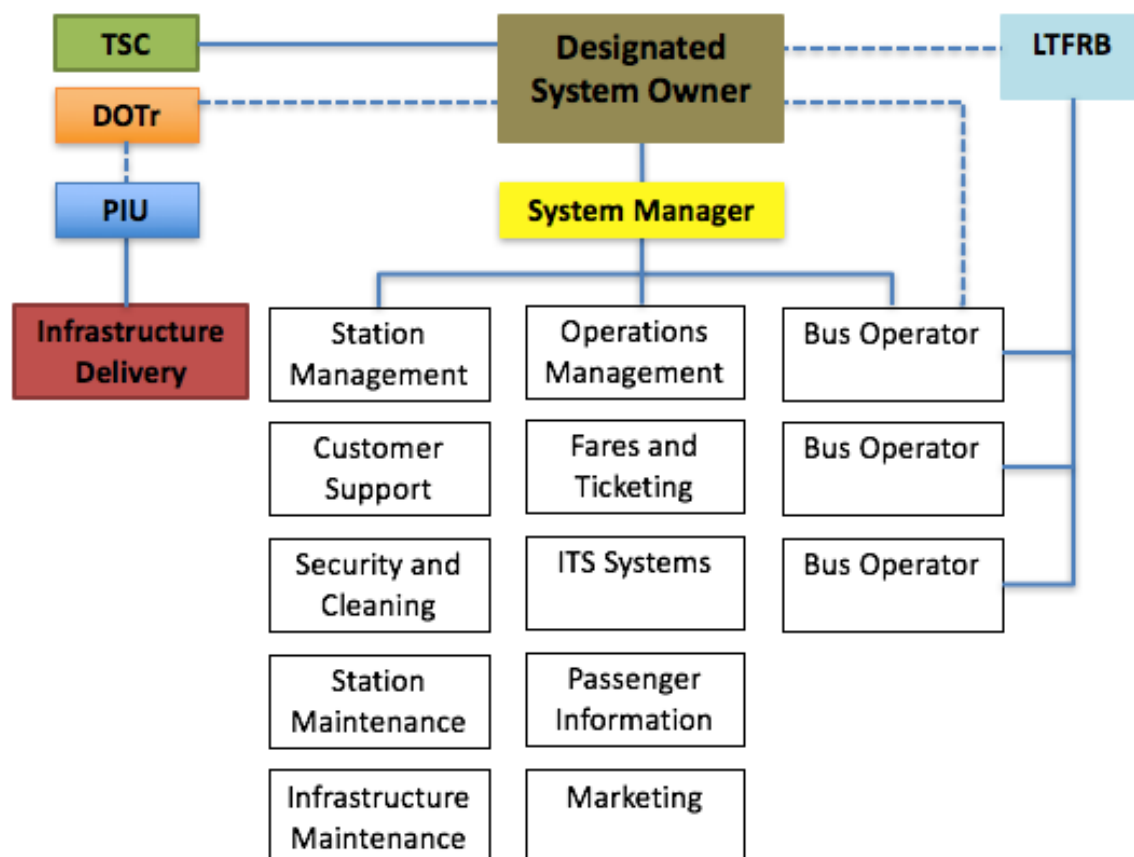 TSC
Designated
System Owner
LTFRB
DOTr
PIU
System Manager
Infrastructure
Delivery
Station
Management
Operations
Management
Bus Operator
Customer
Support
Fares and
Ticketing
Bus Operator
Security and
Cleaning
ITS Systems
Bus Operator
Station
Maintenance
Passenger
Information
Infrastructure
Maintenance
Marketing